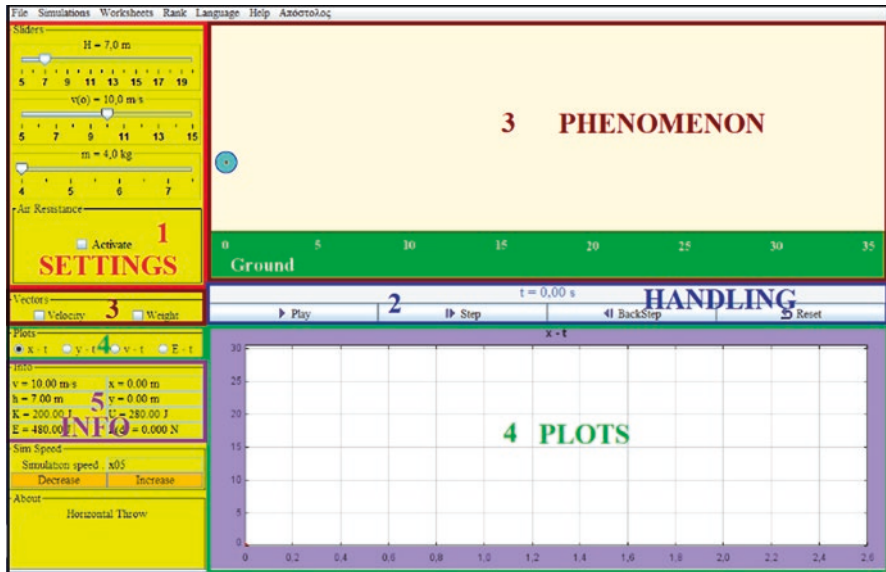 File Simulations Worksheets Rank Language Help Απόστολος
Sliders
H = 7,0 m
5 7 9 11 13 15 17 19
v(o) = 10,0 m/s
5 7 9 11 13 15
m = 4,0 kg
4 5 6 7
Air Resistance
Activate
1
SETTINGS
3 PHENOMENON
0 5 10 15 20 25 30 35
Ground
Vectors
Velocity 3 Weight
t = 0,00 s
2 HANDLING
Play Step BackStep Reset
Plots
x - t y - t v - t E - t
4
Info
v = 10.00 m/s x = 0.00 m
h = 7.00 m y = 0.00 m
K = 200.00 J U = 280.00 J
E = 480.00 = 0.000 N
5
INFO
Sim Speed
Simulation speed : x05
Decrease Increase
About
Horizontal Throw
x - t
30
25
20
15
10
5
0
4 PLOTS
0 0,2 0,4 0,6 0,8 1,0 1,2 1,4 1,6 1,8 2,0 2,2 2,4 2,6